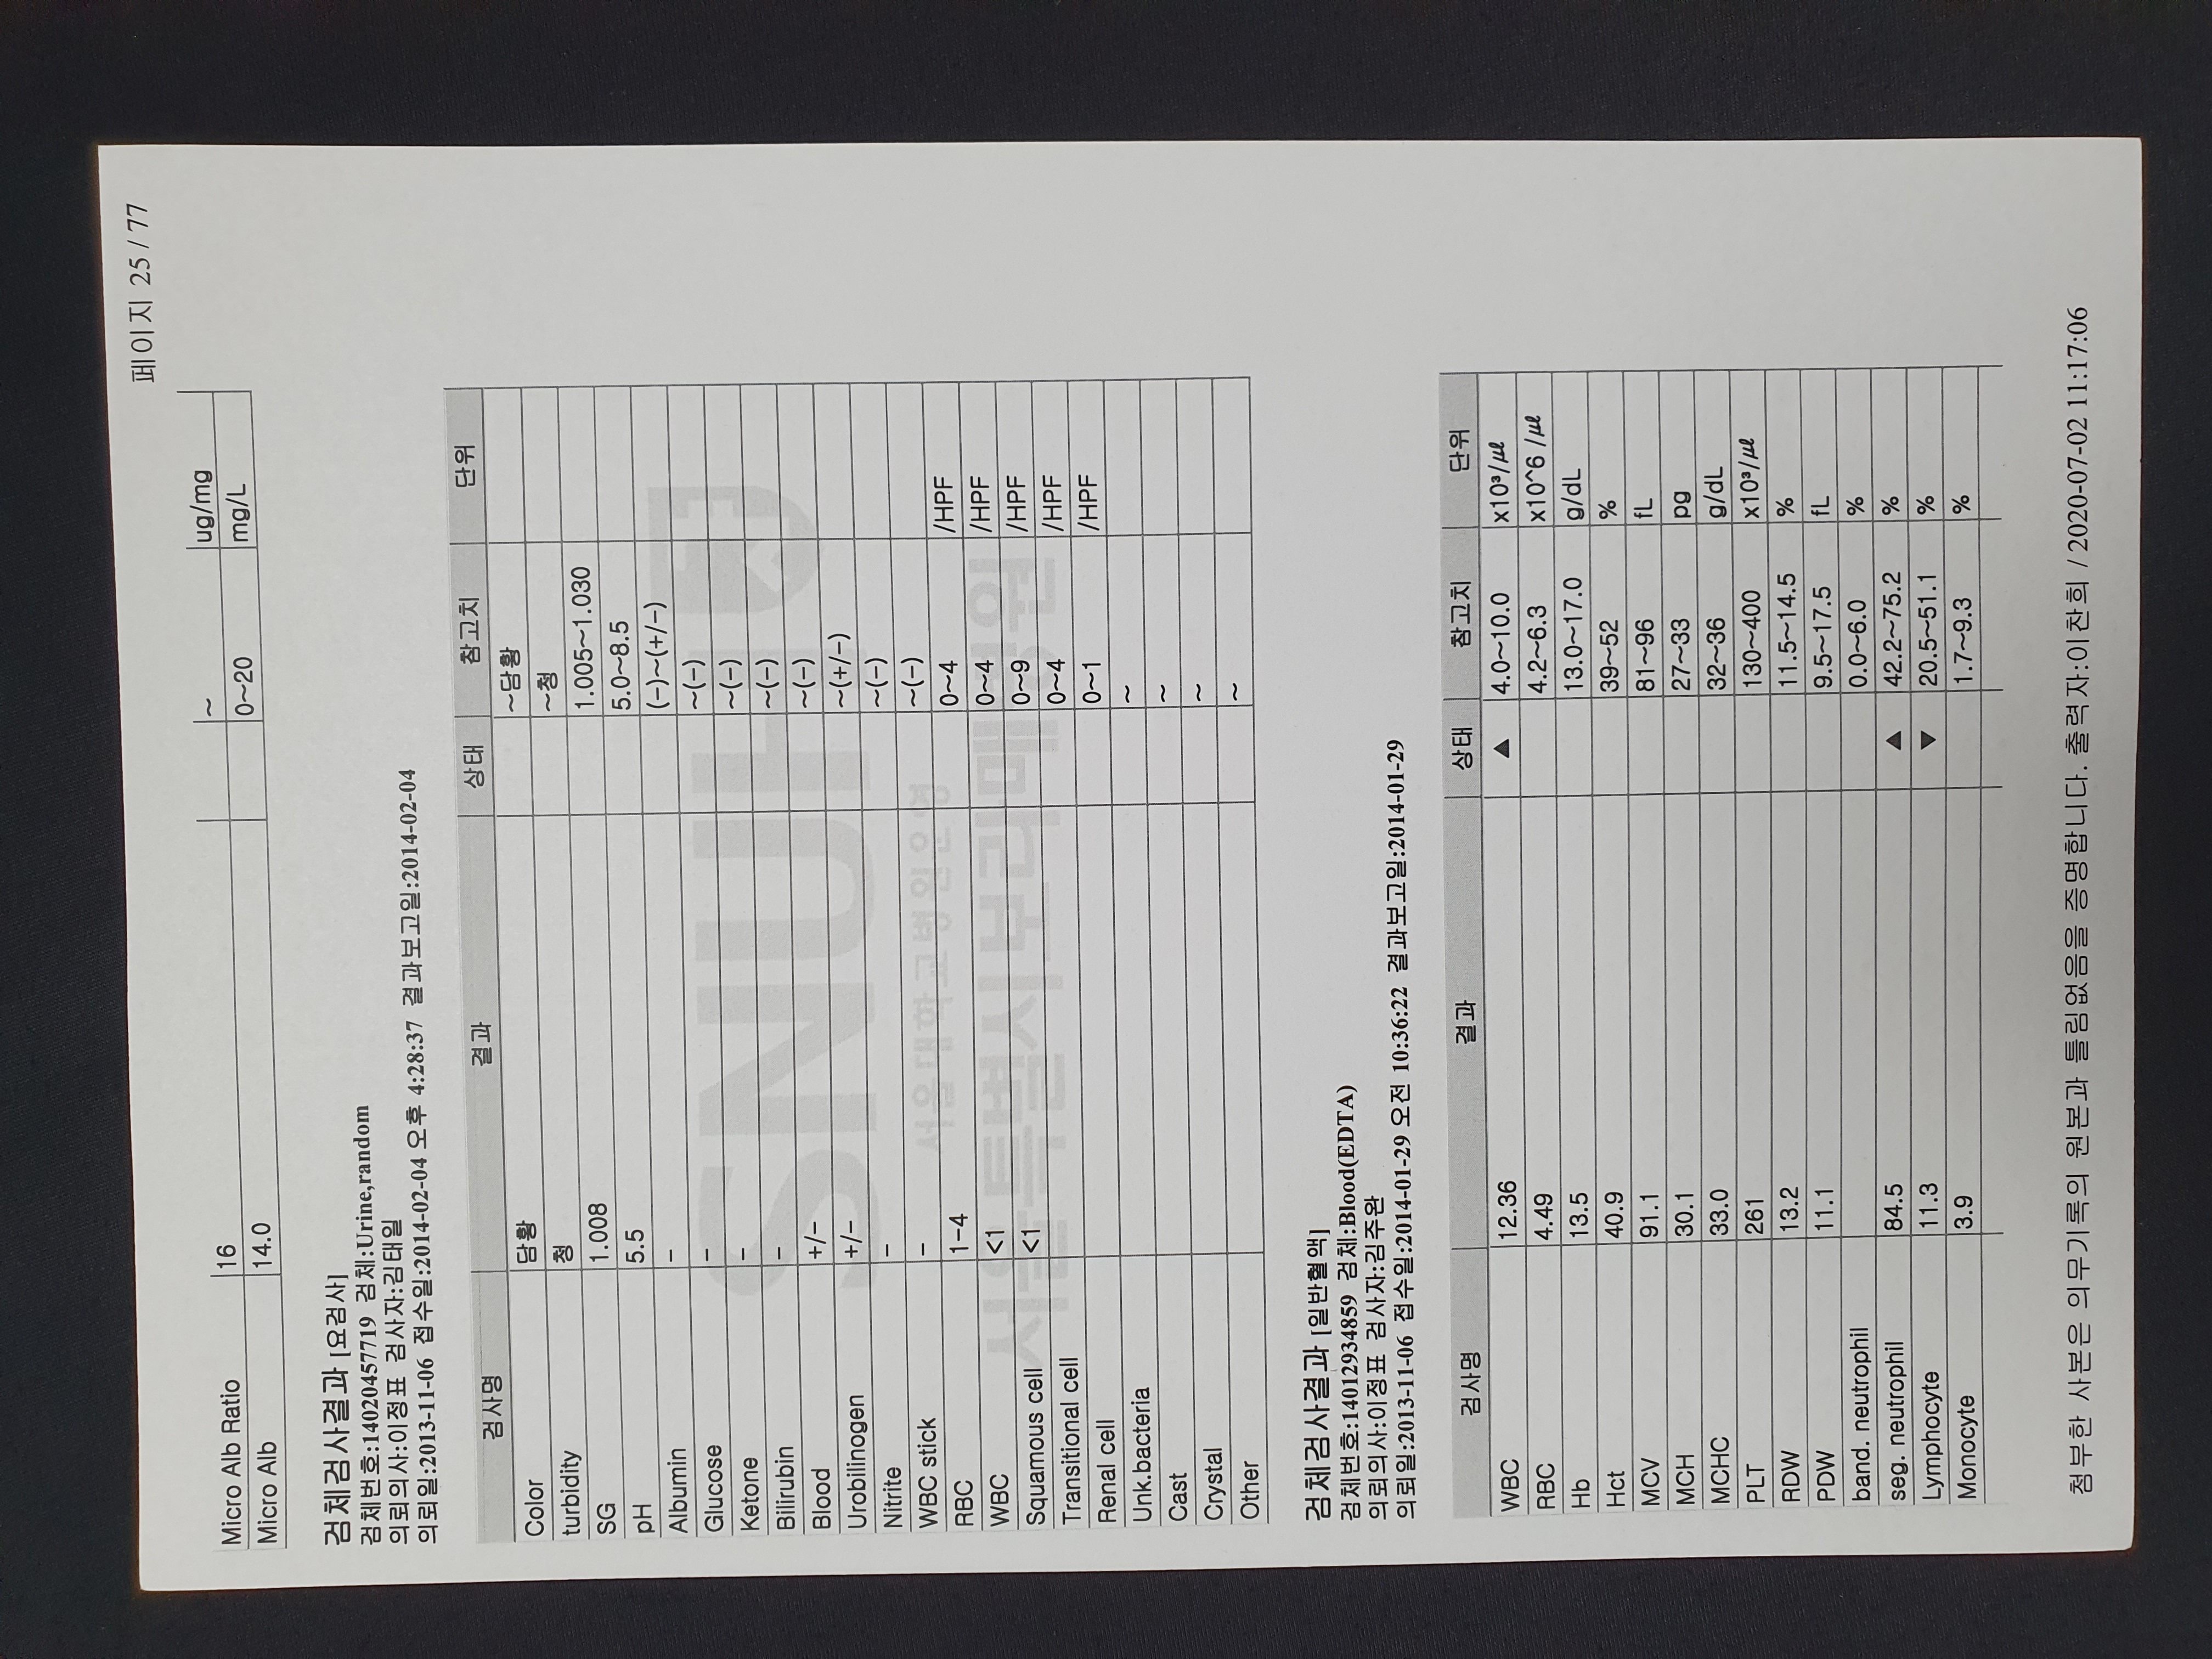 페이지 25 / 77
Micro Alb Ratio 16 ~ ug/mg
Micro Alb 14.0 0~20 mg/L
검체검사결과 [요검사]
검체번호:14020457719 검체:Urine,random
의뢰의사:이정표 검사자:김태일
의뢰일:2013-11-06 접수일:2014-02-04 오후 4:28:37 결과보고일:2014-02-04
검사명 결과 상태 참고치 단위
Color 담황 ~담황
turbidity 청 ~청
SG 1.008 1.005~1.030
pH 5.5 5.0~8.5
Albumin - (-)~(+/-)
Glucose - ~(-)
Ketone - ~(-)
Bilirubin - ~(-)
Blood +/- ~(-)
Urobilinogen +/- ~(+/-)
Nitrite - ~(-)
WBC stick - ~(-)
RBC 1-4 0~4 /HPF
WBC <1 0~4 /HPF
Squamous cell <1 0~9 /HPF
Transitional cell 0~4 /HPF
Renal cell 0~1 /HPF
Unk.bacteria ~
Cast ~
Crystal ~
Other ~
SNUH
서울대학교병원운영
서울특별시보라매병원
검체검사결과 [일반혈액]
검체번호:14012934859 검체:Blood(EDTA)
의뢰의사:이정표 검사자:김주완
의뢰일:2013-11-06 접수일:2014-01-29 오전 10:36:22 결과보고일:2014-01-29
검사명 결과 상태 참고치 단위
WBC 12.36 ▲ 4.0~10.0 x10³/㎕
RBC 4.49 4.2~6.3 x10^6 /㎕
Hb 13.5 13.0~17.0 g/dL
Hct 40.9 39~52 %
MCV 91.1 81~96 fL
MCH 30.1 27~33 pg
MCHC 33.0 32~36 g/dL
PLT 261 130~400 x10³/㎕
RDW 13.2 11.5~14.5 %
PDW 11.1 9.5~17.5 fL
band. neutrophil 0.0~6.0 %
seg. neutrophil 84.5 ▲ 42.2~75.2 %
Lymphocyte 11.3 ▼ 20.5~51.1 %
Monocyte 3.9 1.7~9.3 %
첨부한 사본은 의무기록의 원본과 틀림없음을 증명합니다. 출력자:이찬희 / 2020-07-02 11:17:06